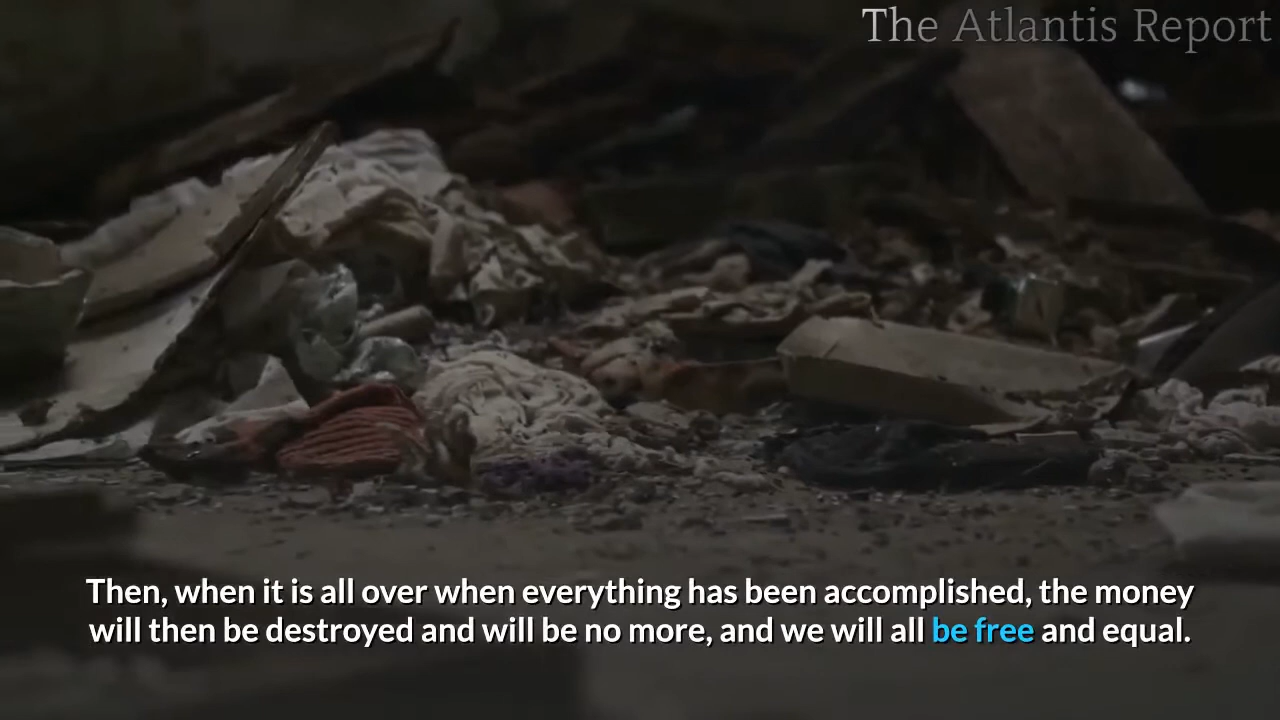 The Atlantis Report
Then, when it is all over when everything has been accomplished, the money
will then be destroyed and will be no more, and we will all be free and equal.